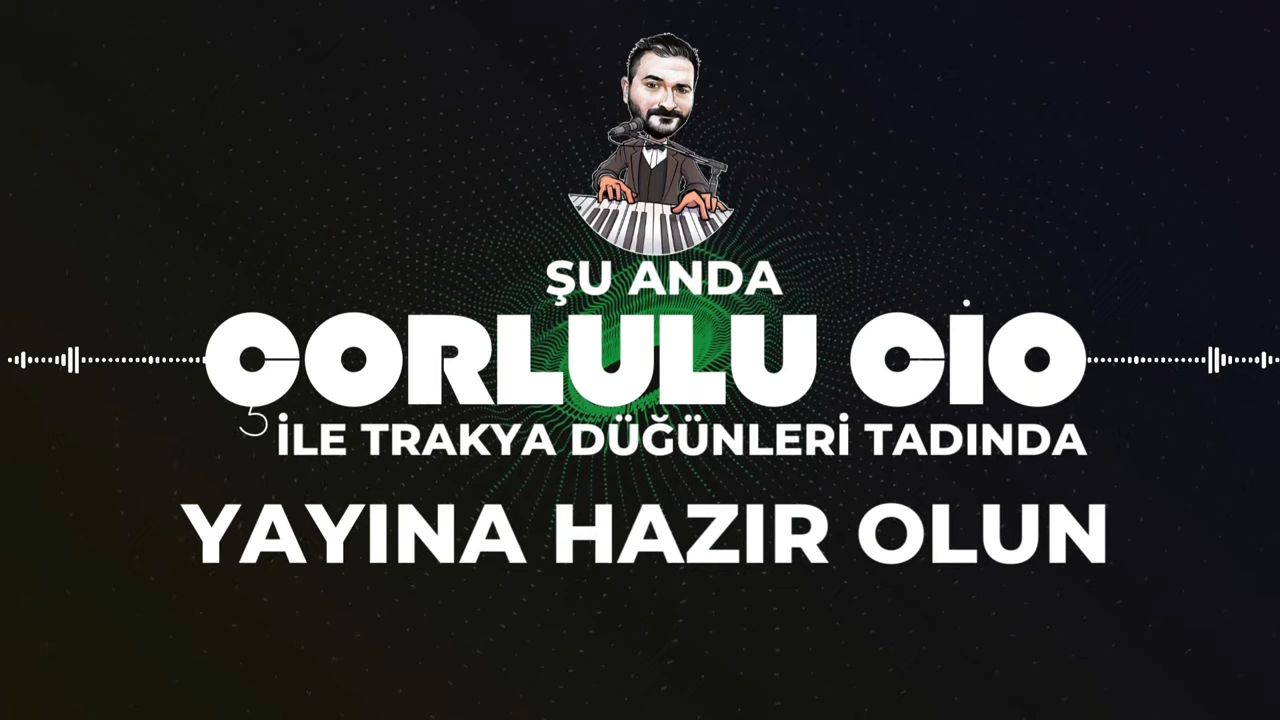 ŞU ANDA
ÇORLULU CİO
İLE TRAKYA DÜĞÜNLERİ TADINDA
YAYINA HAZIR OLUN